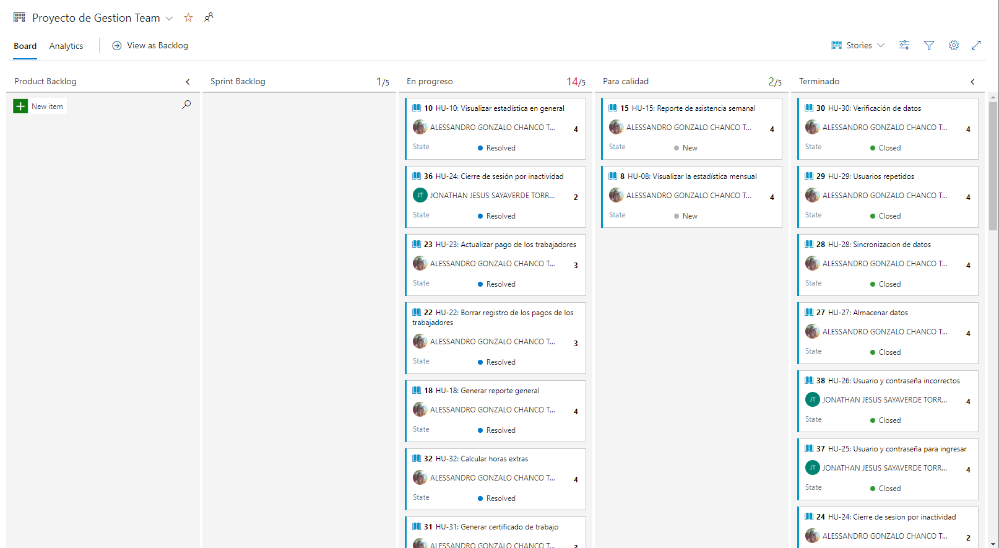 Proyecto de Gestion Team
Board
Analytics
View as Backlog
Stories
Product Backlog
Sprint Backlog
1/5
En progreso
14/5
Para calidad
2/5
Terminado
New item
10 HU-10: Visualizar estadística en general
ALESSANDRO GONZALO CHANCO T...
4
State
Resolved
36 HU-24: Cierre de sesión por inactividad
JT
JONATHAN JESUS SAYAVERDE TORR...
2
State
Resolved
23 HU-23: Actualizar pago de los trabajadores
ALESSANDRO GONZALO CHANCO T...
3
State
Resolved
22 HU-22: Borrar registro de los pagos de los
trabajadores
ALESSANDRO GONZALO CHANCO T...
3
State
Resolved
18 HU-18: Generar reporte general
ALESSANDRO GONZALO CHANCO T...
4
State
Resolved
32 HU-32: Calcular horas extras
ALESSANDRO GONZALO CHANCO T...
4
State
Resolved
31 HU-31: Generar certificado de trabajo
ALESSANDRO GONZALO CHANCO T...
15 HU-15: Reporte de asistencia semanal
ALESSANDRO GONZALO CHANCO T...
4
State
New
8 HU-08: Visualizar la estadística mensual
ALESSANDRO GONZALO CHANCO T...
4
State
New
30 HU-30: Verificación de datos
ALESSANDRO GONZALO CHANCO T...
4
State
Closed
29 HU-29: Usuarios repetidos
ALESSANDRO GONZALO CHANCO T...
4
State
Closed
28 HU-28: Sincronizacion de datos
ALESSANDRO GONZALO CHANCO T...
4
State
Closed
27 HU-27: Almacenar datos
ALESSANDRO GONZALO CHANCO T...
4
State
Closed
38 HU-26: Usuario y contraseña incorrectos
JT
JONATHAN JESUS SAYAVERDE TORR...
4
State
Closed
37 HU-25: Usuario y contraseña para ingresar
JT
JONATHAN JESUS SAYAVERDE TORR...
4
State
Closed
24 HU-24: Cierre de sesion por inactividad
ALESSANDRO GONZALO CHANCO T...
2